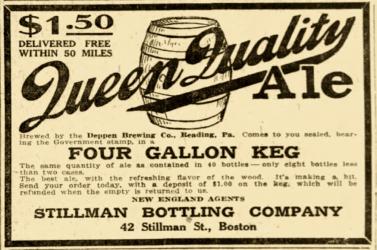 $1.50
DELIVERED FREE
WITHIN 50 MILES
Queen Quality
Ale
Brewed by the Deppen Brewing Co., Reading, Pa. Comes to you sealed, bear-
ing the Government stamp, in a
FOUR GALLON KEG
The same quantity of ale as contained in 40 bottles—only eight bottles less
than two cases.
The best ale, with the refreshing flavor of the wood. It's making a hit.
Send your order today, with a deposit of $1.00 on the keg, which will be
refunded when the empty is returned to us.
NEW ENGLAND AGENTS
STILLMAN BOTTLING COMPANY
42 Stillman St., Boston